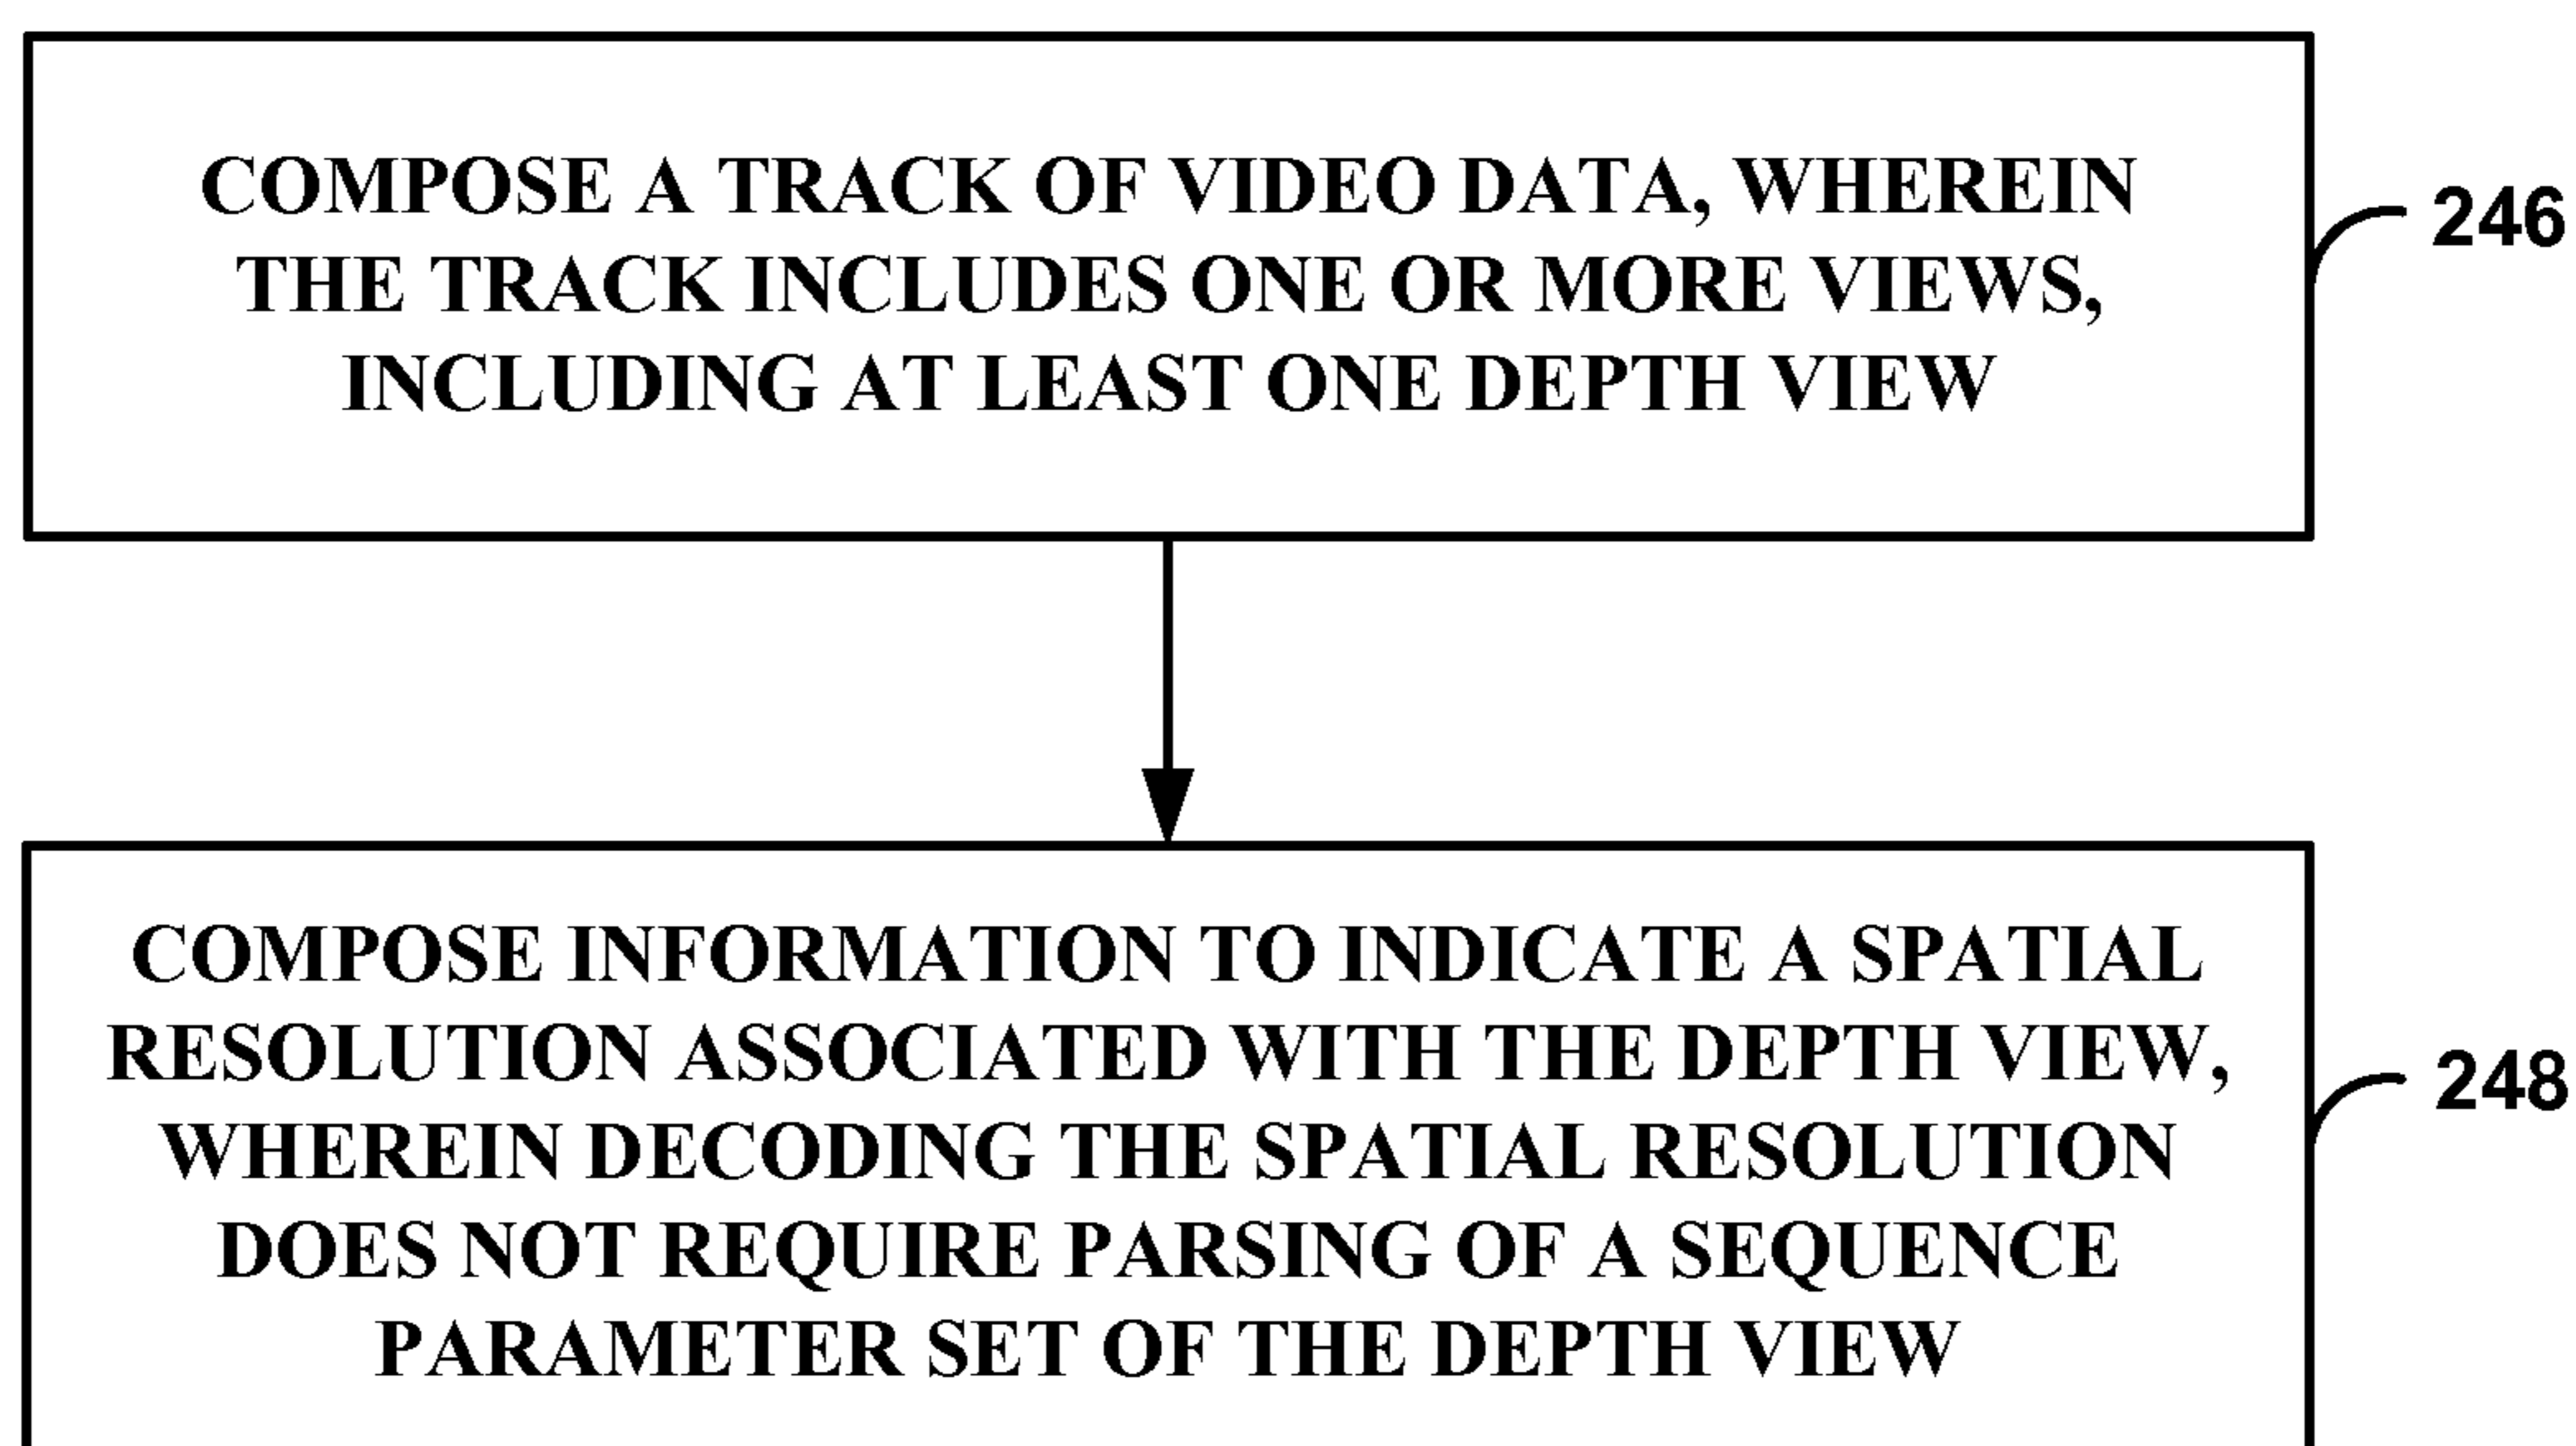 COMPOSE A TRACK OF VIDEO DATA, WHEREIN
THE TRACK INCLUDES ONE OR MORE VIEWS,
INCLUDING AT LEAST ONE DEPTH VIEW
246
COMPOSE INFORMATION TO INDICATE A SPATIAL
RESOLUTION ASSOCIATED WITH THE DEPTH VIEW,
WHEREIN DECODING THE SPATIAL RESOLUTION
DOES NOT REQUIRE PARSING OF A SEQUENCE
PARAMETER SET OF THE DEPTH VIEW
248